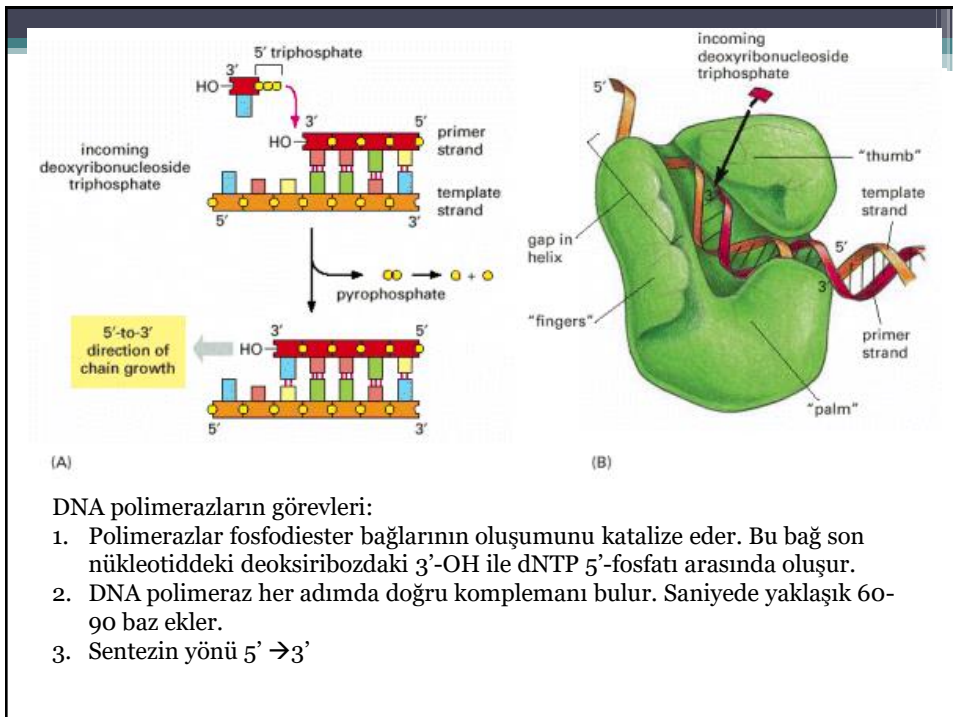 5′ triphosphate
3′
HO
3′
5′
HO
primer
strand
incoming
deoxyribonucleoside
triphosphate
template
strand
5′
3′
pyrophosphate
+
5′-to-3′
direction of
chain growth
3′
5′
HO
5′
3′
(A)
incoming
deoxyribonucleoside
triphosphate
5′
"thumb"
template
strand
3′
gap in
helix
5′
3′
"fingers"
primer
strand
"palm"
(B)
DNA polimerazların görevleri:
1. Polimerazlar fosfodiester bağlarının oluşumunu katalize eder. Bu bağ son
nükleotiddeki deoksiribozdaki 3’-OH ile dNTP 5’-fosfatı arasında oluşur.
2. DNA polimeraz her adımda doğru komplemanı bulur. Saniyede yaklaşık 60-
90 baz ekler.
3. Sentezin yönü 5’ →3’